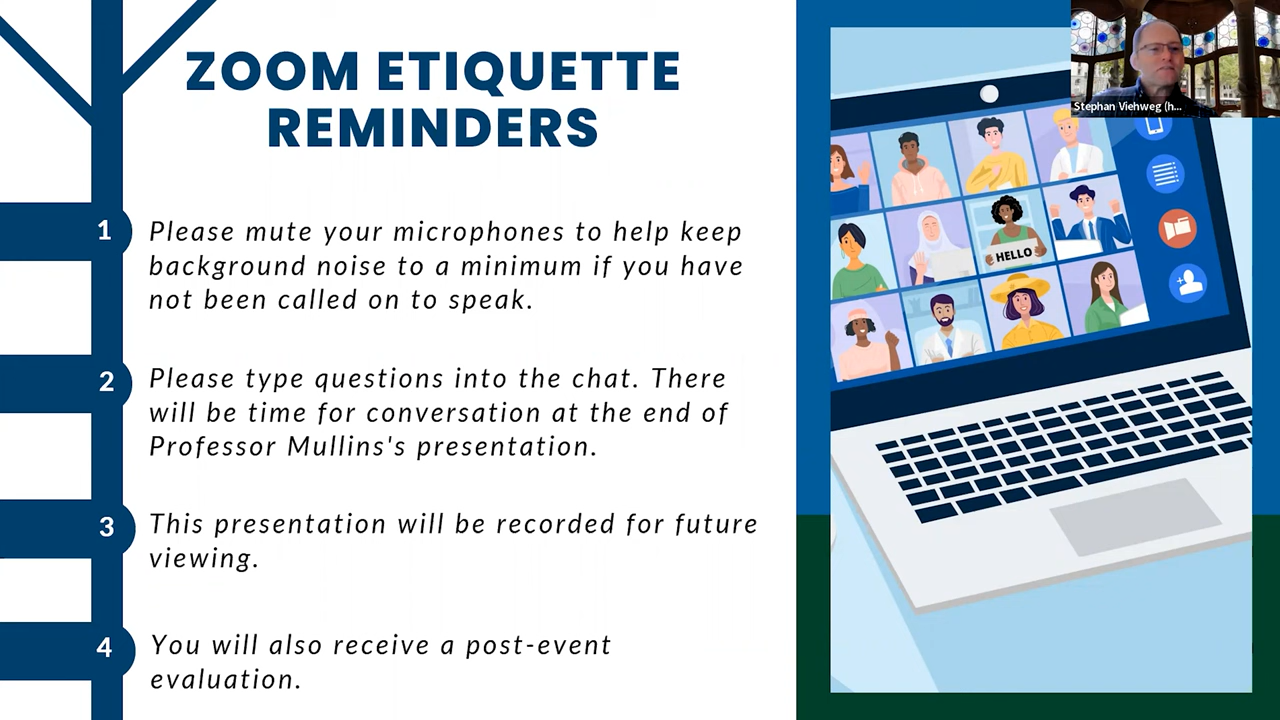 ZOOM ETIQUETTE
REMINDERS
1
Please mute your microphones to help keep
background noise to a minimum if you have
not been called on to speak.
2
Please type questions into the chat. There
will be time for conversation at the end of
Professor Mullins's presentation.
3
This presentation will be recorded for future
viewing.
4
You will also receive a post-event
evaluation.
HELLO
Stephan Viehweg (h...